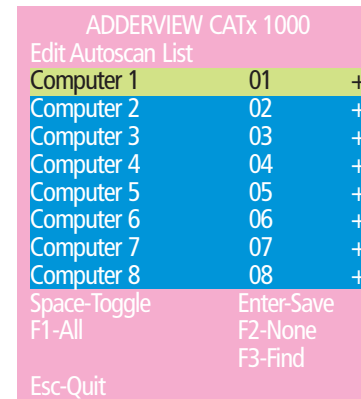 ADDERVIEW CATx 1000
Edit Autoscan List
Computer 1 01 +
Computer 2 02 +
Computer 3 03 +
Computer 4 04 +
Computer 5 05 +
Computer 6 06 +
Computer 7 07 +
Computer 8 08 +
Space-Toggle Enter-Save
F1-All F2-None
F3-Find
Esc-Quit